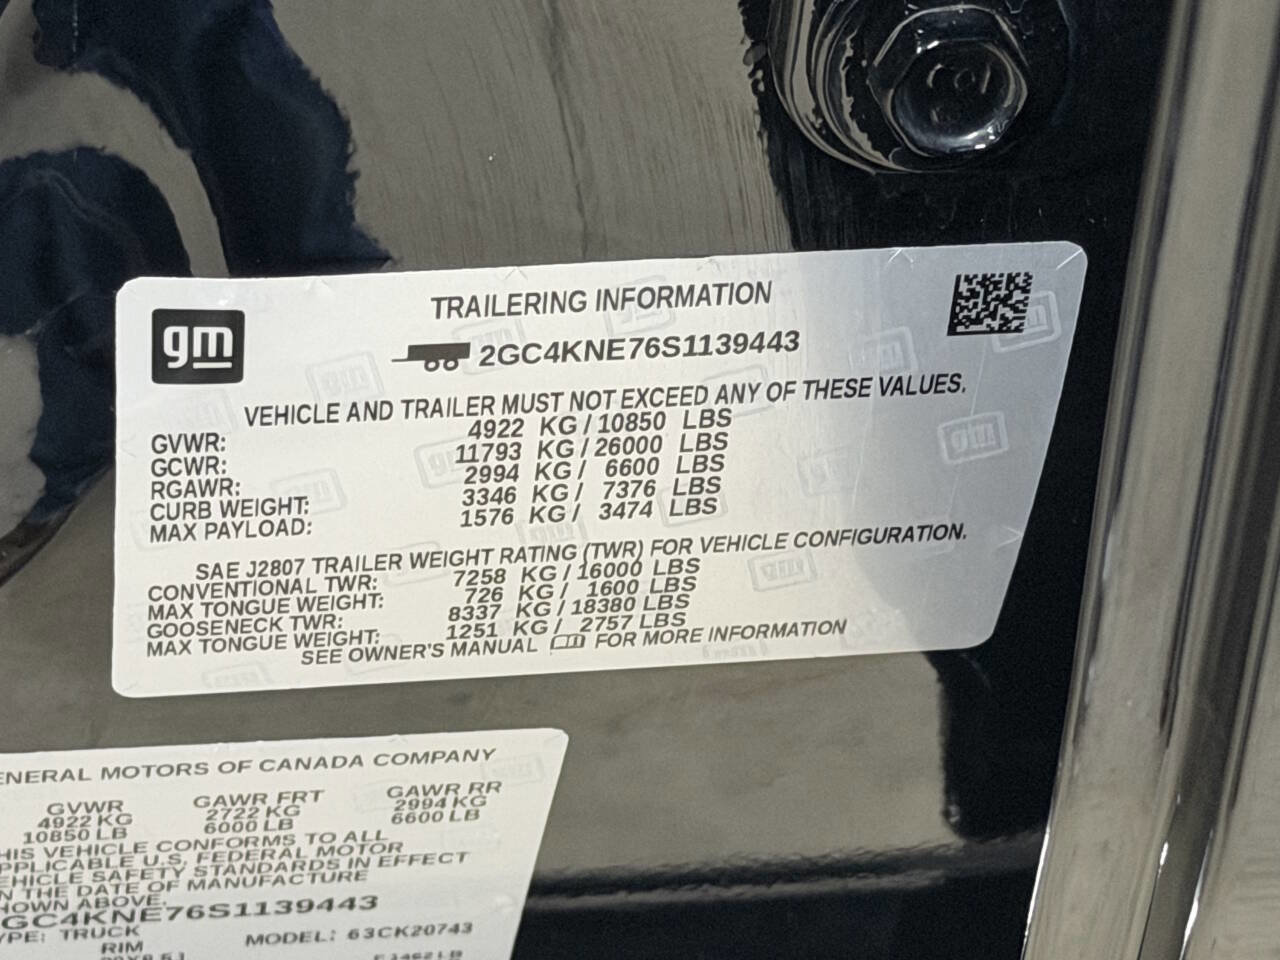 gm
TRAILERING INFORMATION
2GC4KNE76S1139443
VEHICLE AND TRAILER MUST NOT EXCEED ANY OF THESE VALUES.
GVWR: 4922 KG / 10850 LBS
GCWR: 11793 KG / 26000 LBS
RGAWR: 2994 KG / 6600 LBS
CURB WEIGHT: 3346 KG / 7376 LBS
MAX PAYLOAD: 1576 KG / 3474 LBS
SAE J2807 TRAILER WEIGHT RATING (TWR) FOR VEHICLE CONFIGURATION.
CONVENTIONAL TWR: 7258 KG / 16000 LBS
MAX TONGUE WEIGHT: 726 KG / 1600 LBS
GOOSENECK TWR: 8337 KG / 18380 LBS
MAX TONGUE WEIGHT: 1251 KG / 2757 LBS
SEE OWNER'S MANUAL FOR MORE INFORMATION
ENERAL MOTORS OF CANADA COMPANY
GVWR GAWR FRT GAWR RR
4922 KG 2722 KG 2994 KG
10850 LB 6000 LB 6600 LB
HIS VEHICLE CONFORMS TO ALL
PPLICABLE U.S. FEDERAL MOTOR
EHICLE SAFETY STANDARDS IN EFFECT
N THE DATE OF MANUFACTURE
HOWN ABOVE.
GC4KNE76S1139443
YPE: TRUCK MODEL: 63CK20743
RIM